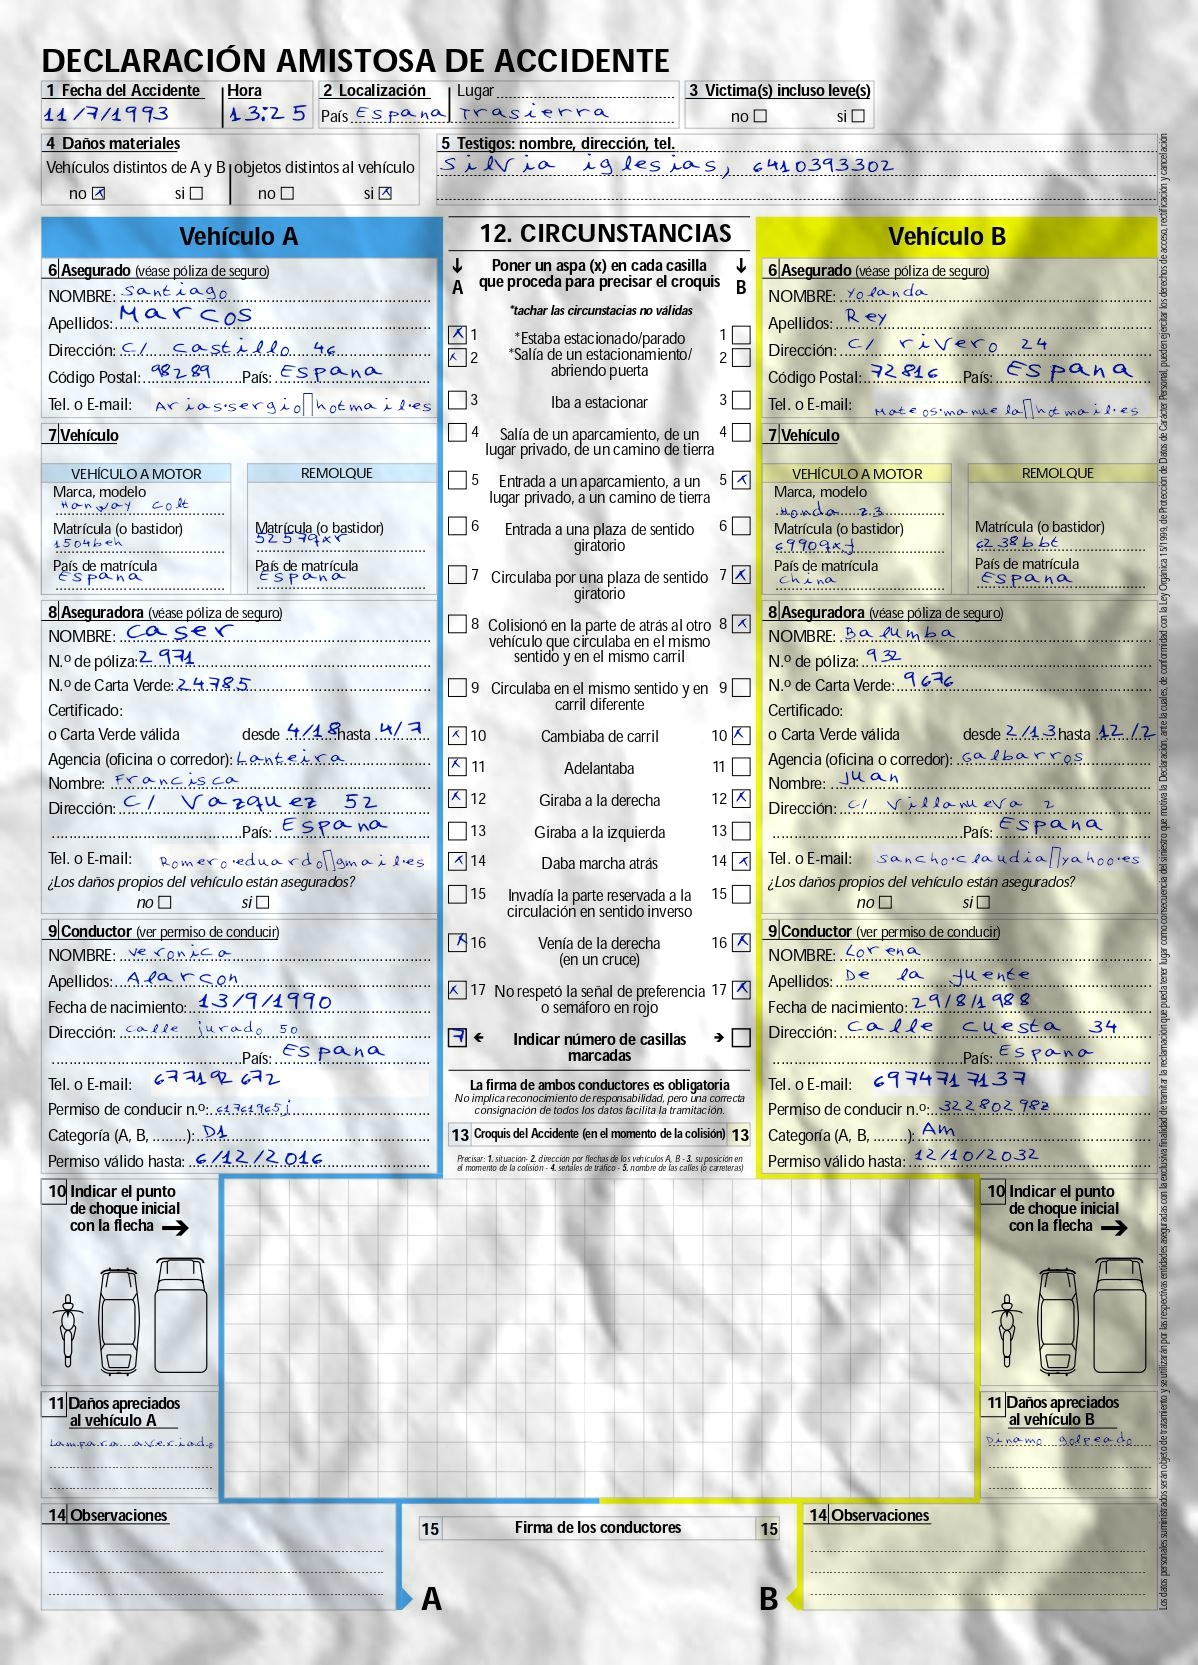 DECLARACIÓN AMISTOSA DE ACCIDENTE
1 Fecha del Accidente Hora 2 Localización Lugar 3 Victima(s) incluso leve(s)
11/7/1993 13:25 País Espana Trasierra no si
4 Daños materiales
Vehículos distintos de A y B objetos distintos al vehículo
no X si no si X
5 Testigos: nombre, dirección, tel.
Silvia iglesias, 6410393302
Vehículo A
6 Asegurado (véase póliza de seguro)
NOMBRE: Santiago
Apellidos: Marcos
Dirección: C/ castillo 46
Código Postal: 98289 País: Espana
Tel. o E-mail: Arias.sergio▯hotmail.es
7 Vehículo
VEHÍCULO A MOTOR REMOLQUE
Marca, modelo
Hanway colt
Matrícula (o bastidor) Matrícula (o bastidor)
1504beh 5257qxr
País de matrícula País de matrícula
Espana Espana
8 Aseguradora (véase póliza de seguro)
NOMBRE: Caser
N.º de póliza: 2971
N.º de Carta Verde: 24785
Certificado:
o Carta Verde válida desde 4/18 hasta 4/7
Agencia (oficina o corredor): Lanteira
Nombre: Francisca
Dirección: C/ Vazquez 52
País: Espana
Tel. o E-mail: Romero.eduardo▯gmail.es
¿Los daños propios del vehículo están asegurados?
no si
9 Conductor (ver permiso de conducir)
NOMBRE: Veronica
Apellidos: Alarcon
Fecha de nacimiento: 13/9/1990
Dirección: calle jurado 50
País: Espana
Tel. o E-mail: 677192672
Permiso de conducir n.º: 61761965j
Categoría (A, B, ........): D1
Permiso válido hasta: 6/12/2016
12. CIRCUNSTANCIAS
Poner un aspa (x) en cada casilla
que proceda para precisar el croquis
A B
*tachar las circunstacias no válidas
X 1 *Estaba estacionado/parado 1
X 2 *Salía de un estacionamiento/ 2
abriendo puerta
3 Iba a estacionar 3
4 Salía de un aparcamiento, de un 4
lugar privado, de un camino de tierra
5 Entrada a un aparcamiento, a un 5 X
lugar privado, a un camino de tierra
6 Entrada a una plaza de sentido 6
giratorio
7 Circulaba por una plaza de sentido 7 X
giratorio
8 Colisionó en la parte de atrás al otro 8 X
vehículo que circulaba en el mismo
sentido y en el mismo carril
9 Circulaba en el mismo sentido y en 9
carril diferente
X 10 Cambiaba de carril 10 X
X 11 Adelantaba 11
X 12 Giraba a la derecha 12 X
13 Giraba a la izquierda 13
X 14 Daba marcha atrás 14 X
15 Invadía la parte reservada a la 15
circulación en sentido inverso
X 16 Venía de la derecha 16 X
(en un cruce)
X 17 No respetó la señal de preferencia 17 X
o semáforo en rojo
7 Indicar número de casillas
marcadas
La firma de ambos conductores es obligatoria
No implica reconocimiento de responsabilidad, pero una correcta
consignación de todos los datos facilita la tramitación.
13 Croquis del Accidente (en el momento de la colisión) 13
Precisar: 1. situación- 2. dirección por flechas de los vehículos A, B - 3. su posición en
el momento de la colisión - 4. señales de tráfico - 5. nombre de las calles (o carreteras)
Vehículo B
6 Asegurado (véase póliza de seguro)
NOMBRE: Yolanda
Apellidos: Rey
Dirección: C/ rivero 24
Código Postal: 72816 País: Espana
Tel. o E-mail: Mateos.manuela▯hotmail.es
7 Vehículo
VEHÍCULO A MOTOR REMOLQUE
Marca, modelo
Honda z3
Matrícula (o bastidor) Matrícula (o bastidor)
6990qxf 6238bbt
País de matrícula País de matrícula
China Espana
8 Aseguradora (véase póliza de seguro)
NOMBRE: Balumba
N.º de póliza: 932
N.º de Carta Verde: 9676
Certificado:
o Carta Verde válida desde 2/13 hasta 12/2
Agencia (oficina o corredor): Galbarros
Nombre: Juan
Dirección: C/ Villanueva 2
País: Espana
Tel. o E-mail: Sancho.claudia▯yahoo.es
¿Los daños propios del vehículo están asegurados?
no si
9 Conductor (ver permiso de conducir)
NOMBRE: Lorena
Apellidos: De la fuente
Fecha de nacimiento: 29/8/1988
Dirección: Calle cuesta 34
País: Espana
Tel. o E-mail: 6974717137
Permiso de conducir n.º: 32280298z
Categoría (A, B, ........): Am
Permiso válido hasta: 12/10/2032
10 Indicar el punto
de choque inicial
con la flecha
11 Daños apreciados
al vehículo A
Lampara averiado
10 Indicar el punto
de choque inicial
con la flecha
11 Daños apreciados
al vehículo B
Dinamo golpeado
14 Observaciones
15 Firma de los conductores 15
A B
14 Observaciones
Los datos personales suministrados serán objeto de tratamiento y se utilizarán por las respectivas entidades aseguradas con la exclusiva finalidad de tramitar la reclamación que pueda tener lugar como consecuencia del siniestro que motiva la Declaración, ante la cuales, de conformidad con la Ley Orgánica 15/1999, de Protección de Datos de Carácter Personal, pueden ejercitar los derechos de acceso, rectificación y cancelación